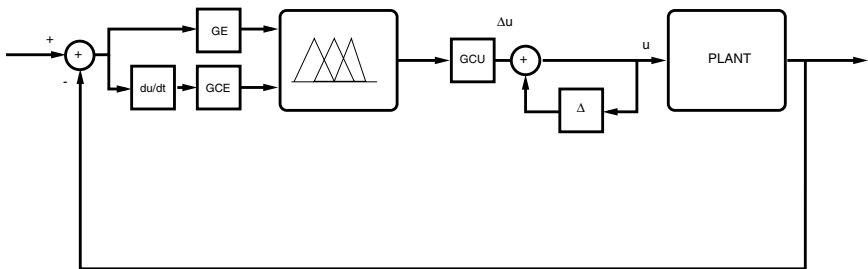 Δu
+
GE
u
+
GCU
+
PLANT
-
du/dt
GCE
Δ